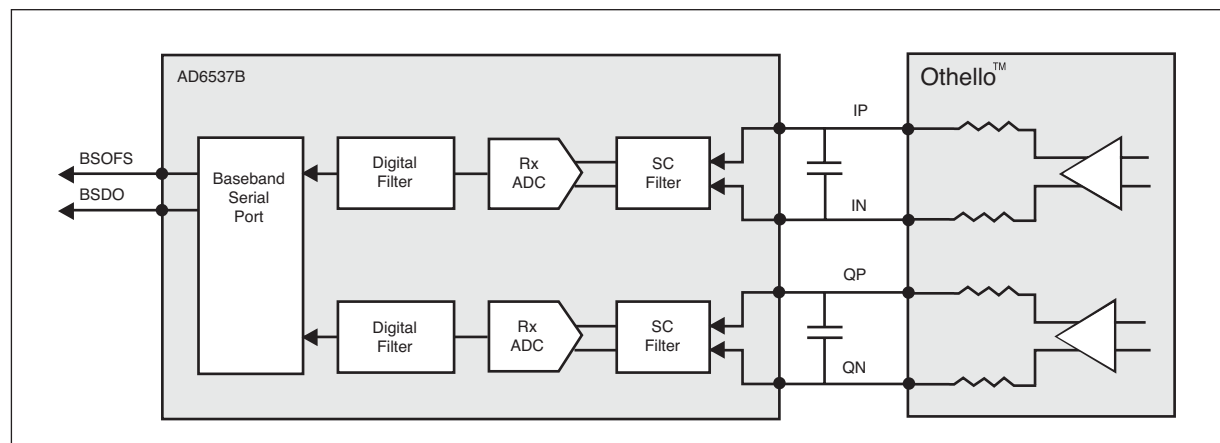 AD6537B
Othello™
IP
BSOFS
BSDO
Baseband
Serial
Port
Digital
Filter
Rx
ADC
SC
Filter
IN
QP
Digital
Filter
Rx
ADC
SC
Filter
QN